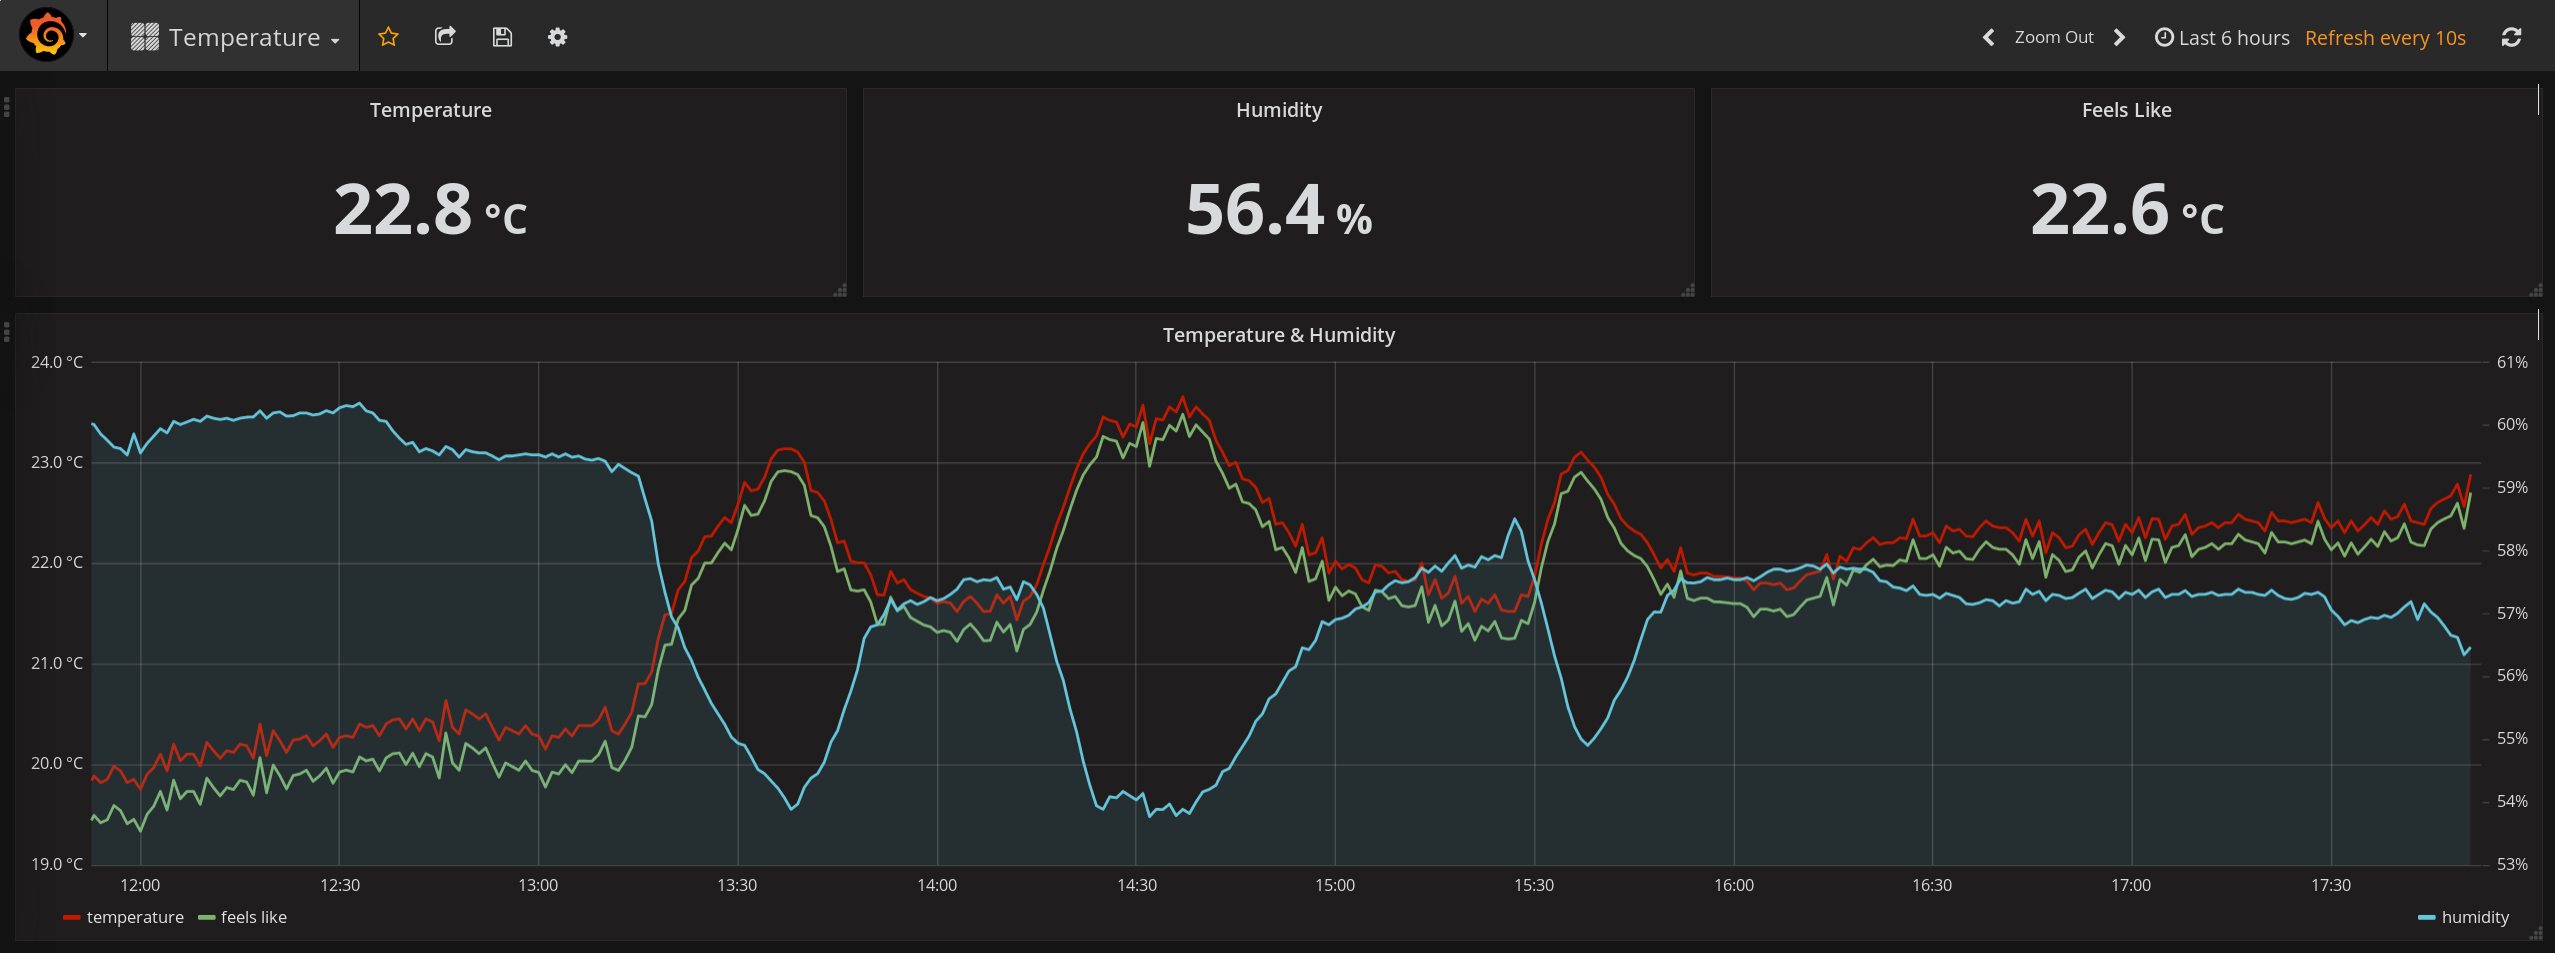 Temperature
Zoom Out
Last 6 hours Refresh every 10s
Temperature
22.8 °C
Humidity
56.4 %
Feels Like
22.6 °C
Temperature & Humidity
24.0 °C
23.0 °C
22.0 °C
21.0 °C
20.0 °C
19.0 °C
61%
60%
59%
58%
57%
56%
55%
54%
53%
12:00 12:30 13:00 13:30 14:00 14:30 15:00 15:30 16:00 16:30 17:00 17:30
temperature feels like humidity